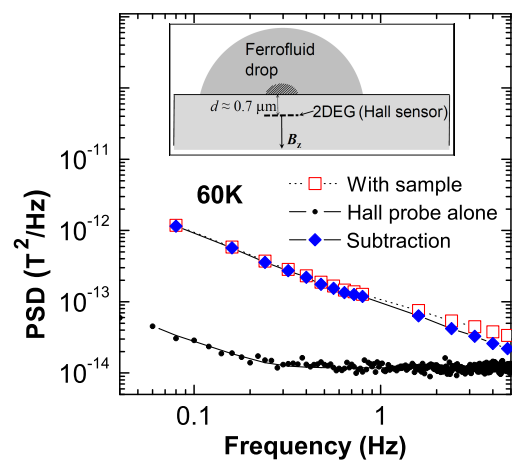 Ferrofluid
drop
d ≈ 0.7 μm
2DEG (Hall sensor)
Bz
60K
With sample
Hall probe alone
Subtraction
10^-11
10^-12
10^-13
10^-14
PSD (T^2/Hz)
0.1
1
Frequency (Hz)